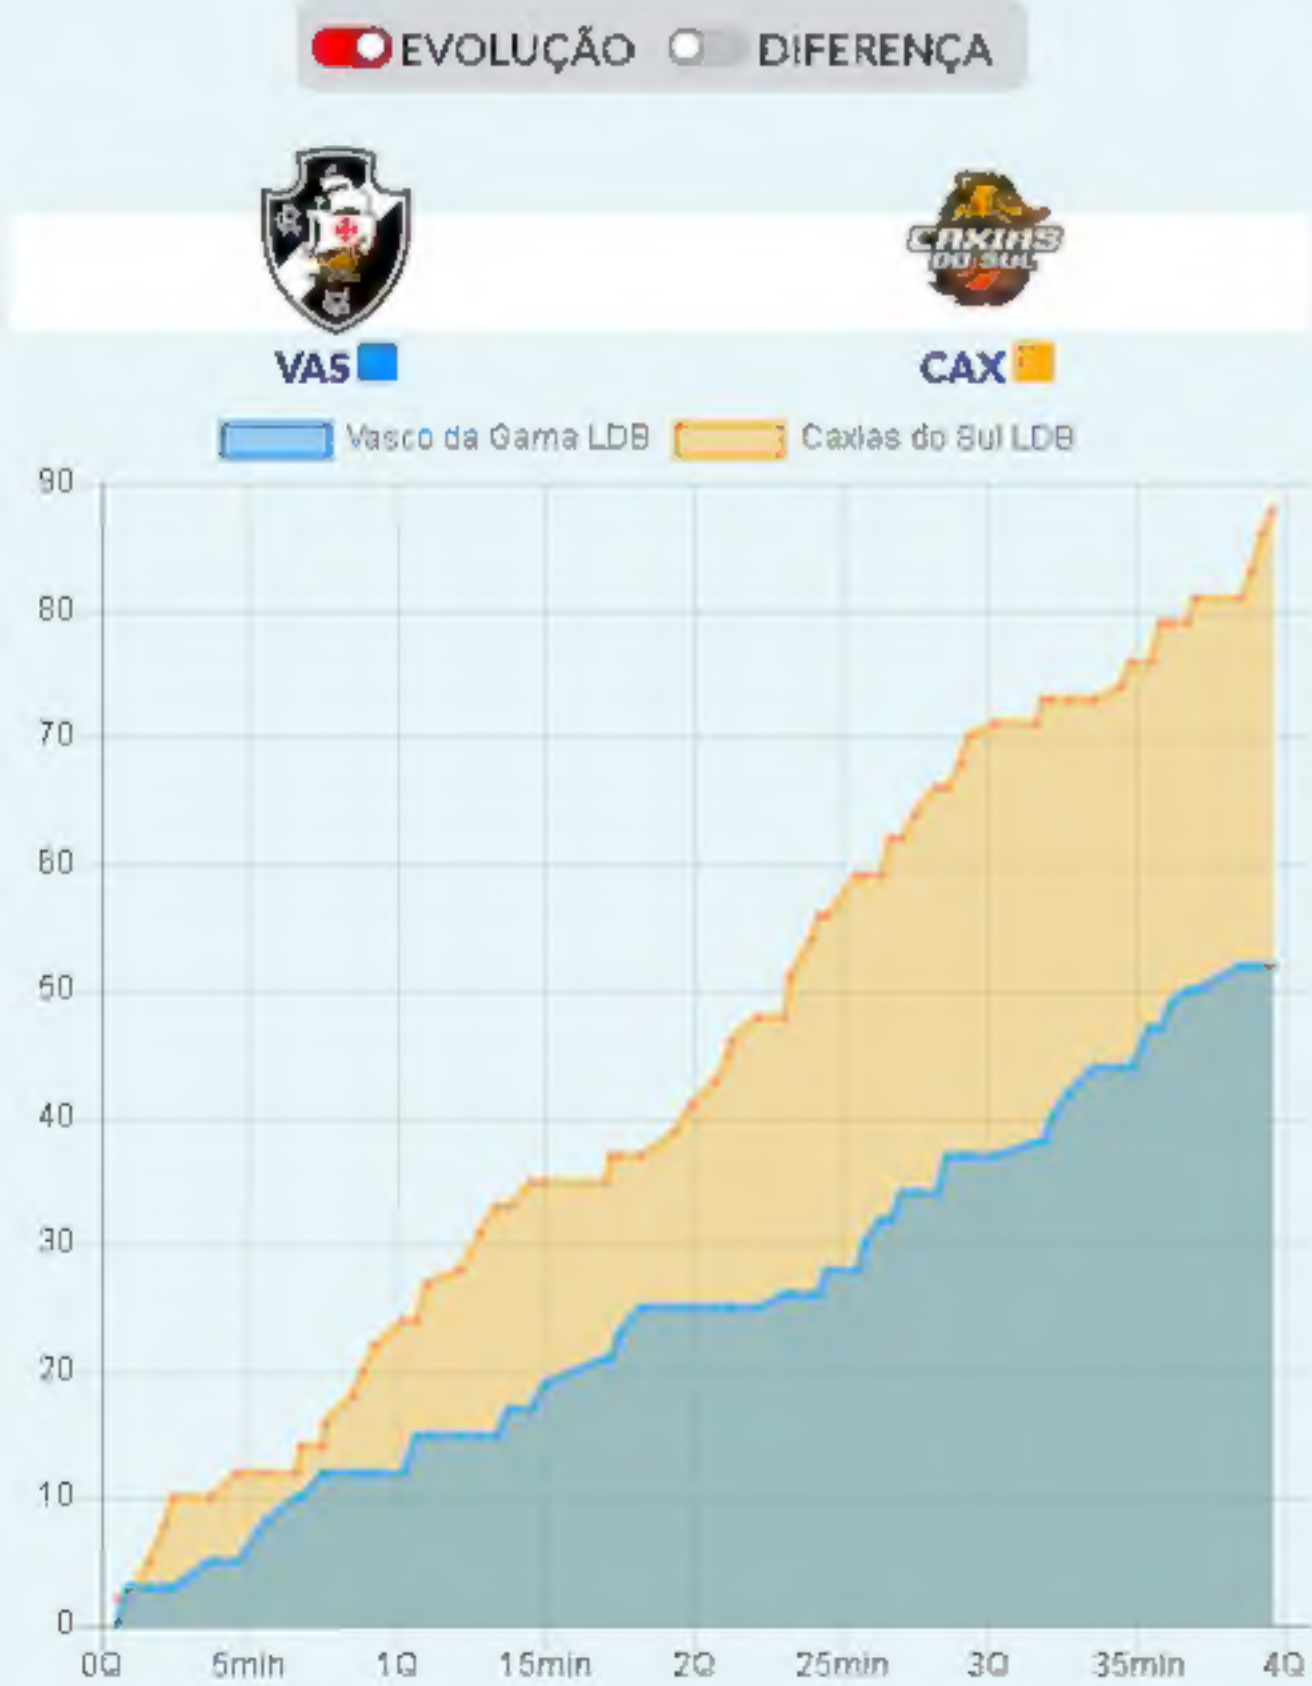 EVOLUÇÃO DIFERENÇA
CAXIAS
DO SUL
VAS CAX
Vasco da Gama LDB Caxias do Sul LDB
90
80
70
60
50
40
30
20
10
0
0Q 5min 1Q 15min 2Q 25min 3Q 35min 4Q